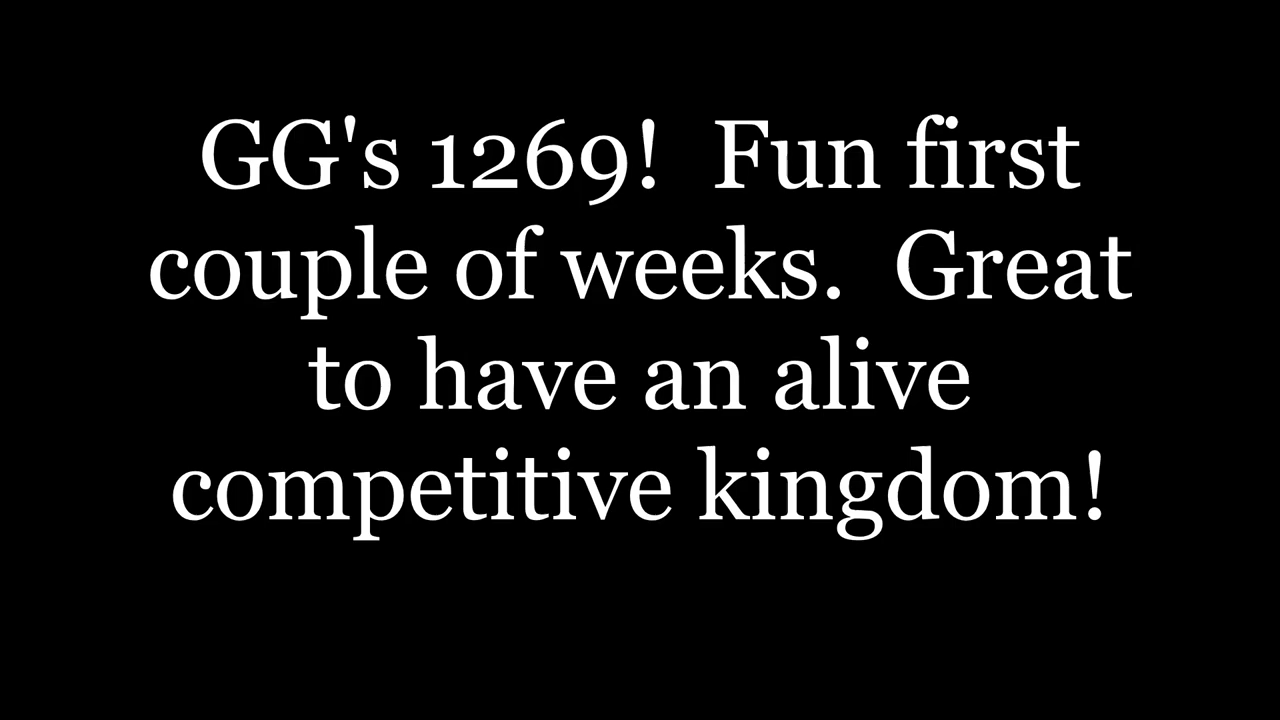 GG's 1269!  Fun first
couple of weeks.  Great
to have an alive
competitive kingdom!